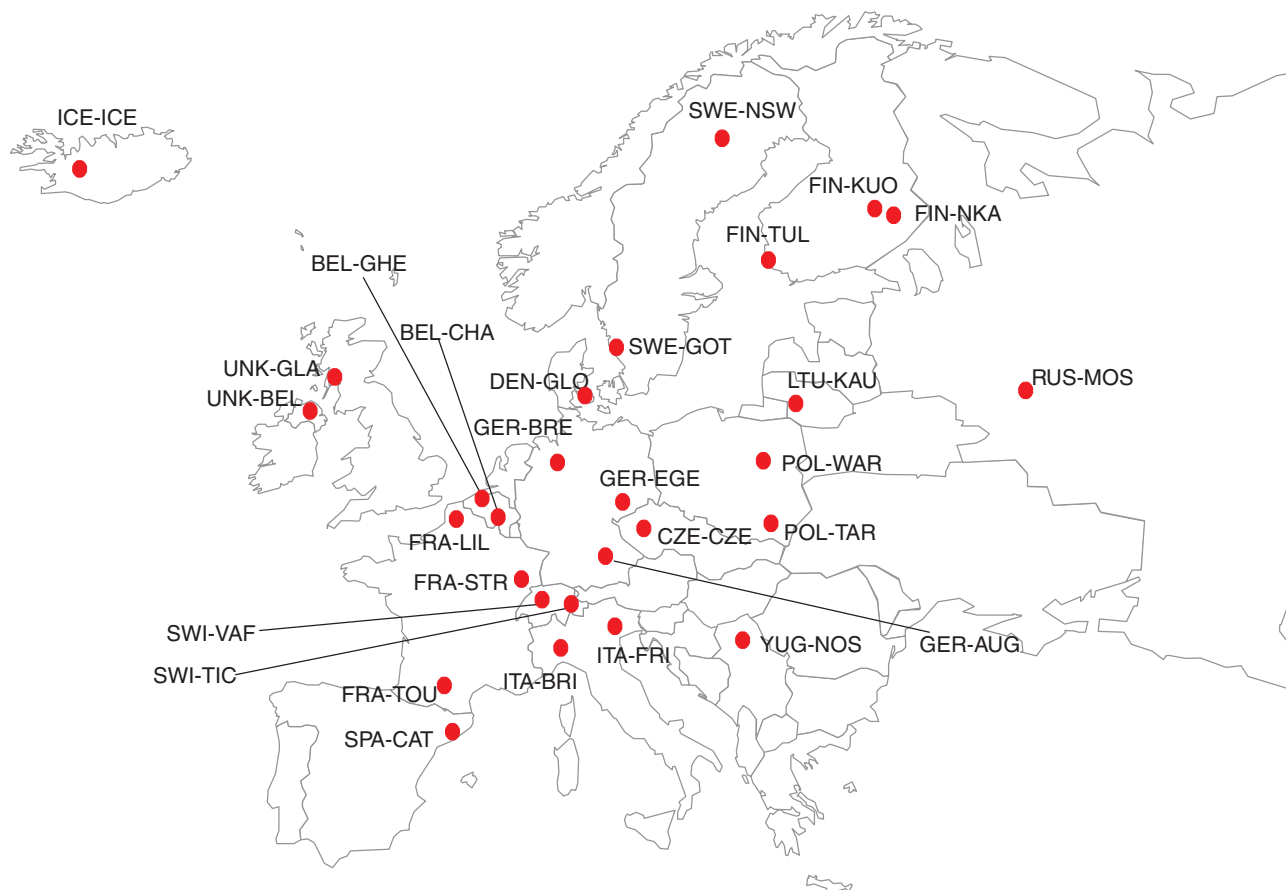 SWE-NSW
ICE-ICE
FIN-KUO
FIN-NKA
FIN-TUL
BEL-GHE
BEL-CHA
SWE-GOT
UNK-GLA
RUS-MOS
DEN-GLO
LTU-KAU
UNK-BEL
GER-BRE
POL-WAR
GER-EGE
POL-TAR
CZE-CZE
FRA-LIL
FRA-STR
SWI-VAF
YUG-NOS
GER-AUG
ITA-FRI
SWI-TIC
ITA-BRI
FRA-TOU
SPA-CAT